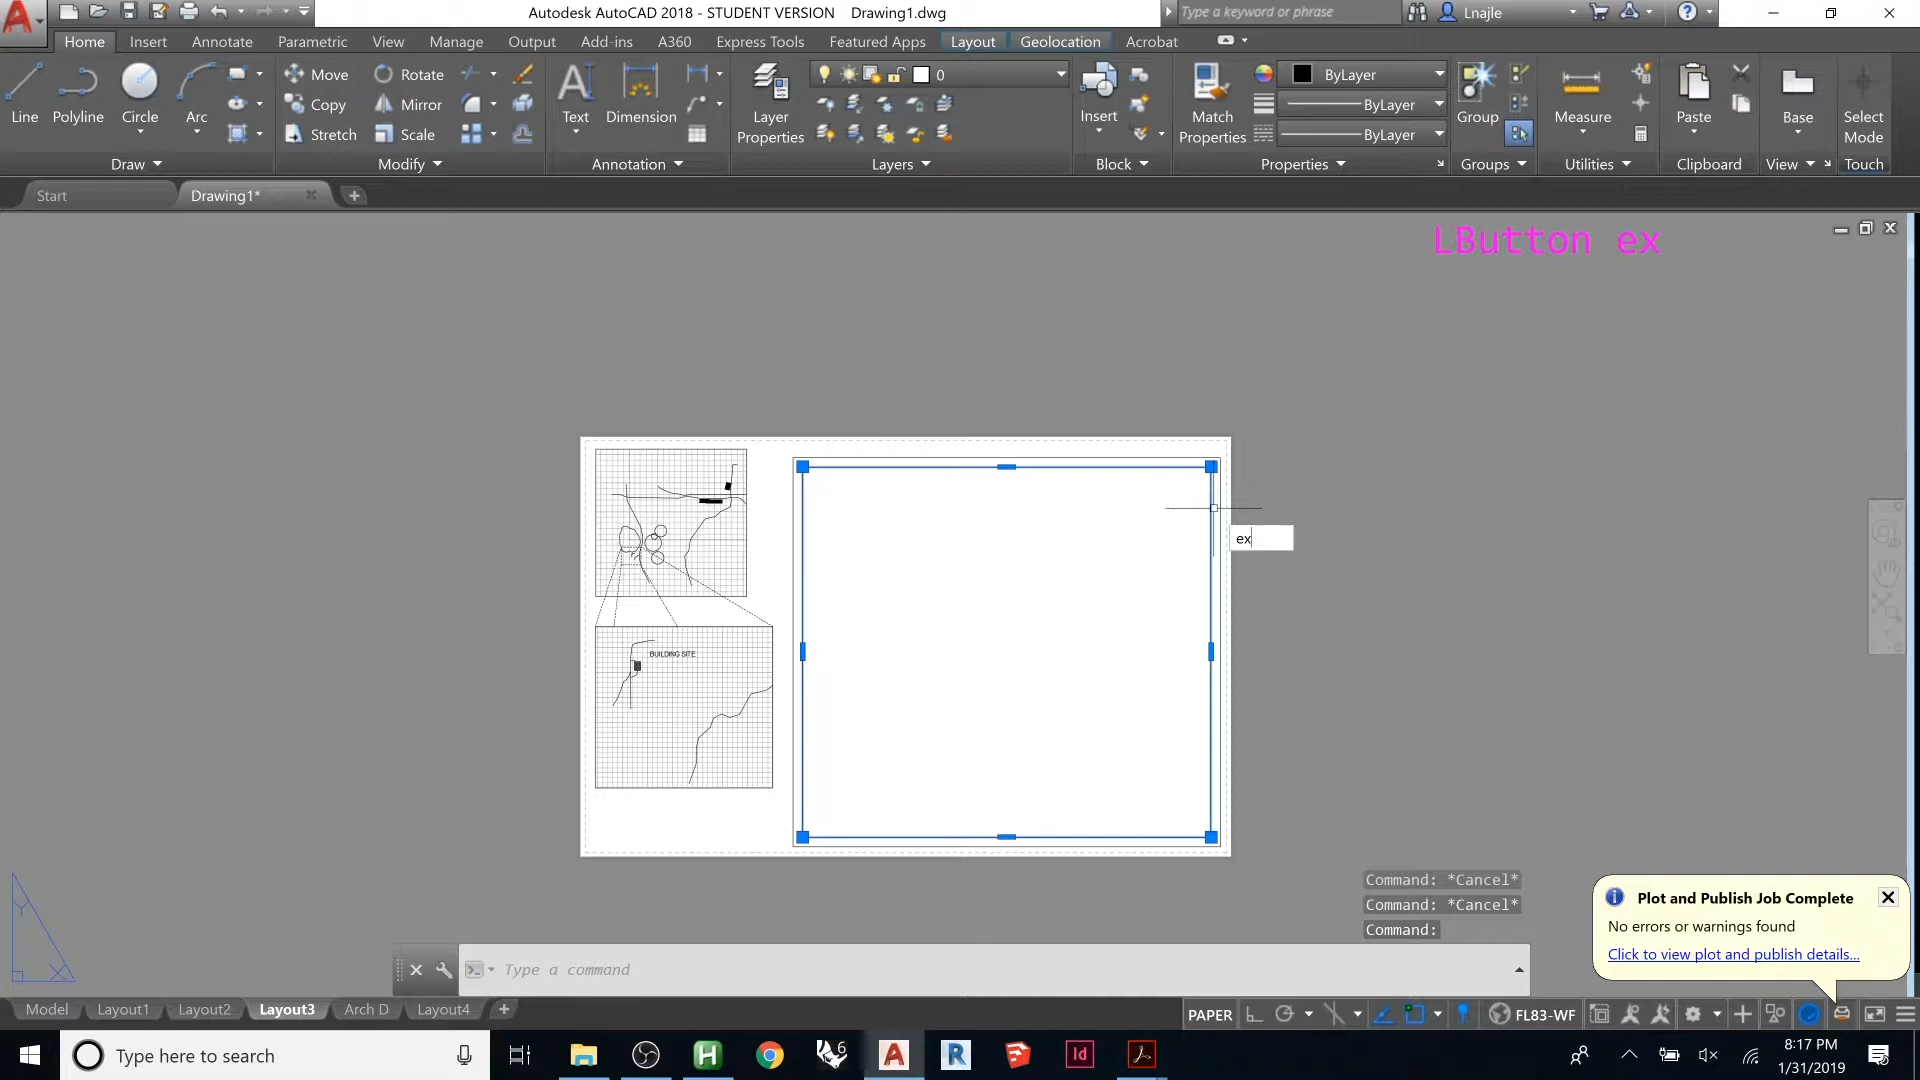 Autodesk AutoCAD 2018 - STUDENT VERSION Drawing1.dwg
Type a keyword or phrase
Lnajle
Home Insert Annotate Parametric View Manage Output Add-ins A360 Express Tools Featured Apps Layout Geolocation Acrobat
Line Polyline Circle Arc
Draw
Move Rotate
Copy Mirror
Stretch Scale
Modify
Text Dimension
Annotation
Layer Properties
0
Layers
Insert
Block
Match Properties
ByLayer
ByLayer
ByLayer
Properties
Group
Groups
Measure
Utilities
Paste
Clipboard
Base
View
Select Mode
Touch
Start Drawing1*
LButton ex
ex
BUILDING SITE
Y
X
Command: *Cancel*
Command: *Cancel*
Command:
Type a command
Plot and Publish Job Complete
No errors or warnings found
Click to view plot and publish details...
Model Layout1 Layout2 Layout3 Arch D Layout4
PAPER
FL83-WF
Type here to search
8:17 PM
1/31/2019